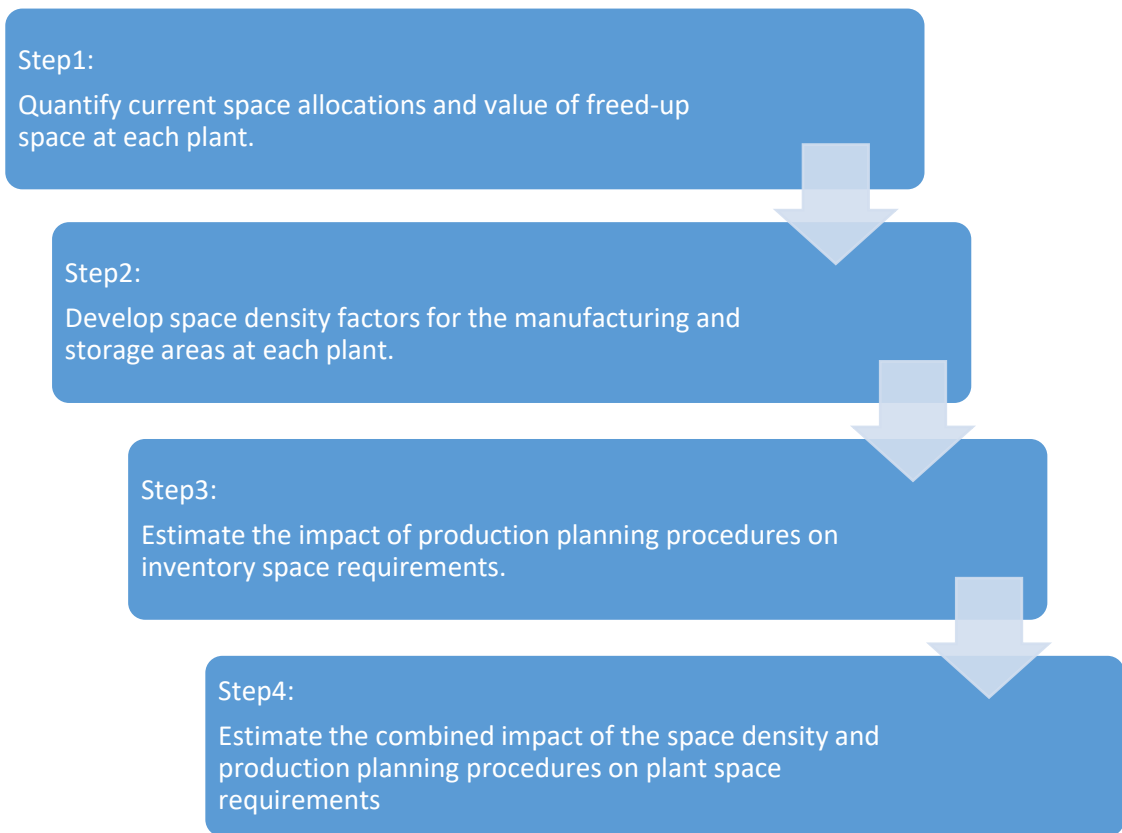 Step1:
Quantify current space allocations and value of freed-up
space at each plant.
Step2:
Develop space density factors for the manufacturing and
storage areas at each plant.
Step3:
Estimate the impact of production planning procedures on
inventory space requirements.
Step4:
Estimate the combined impact of the space density and
production planning procedures on plant space
requirements